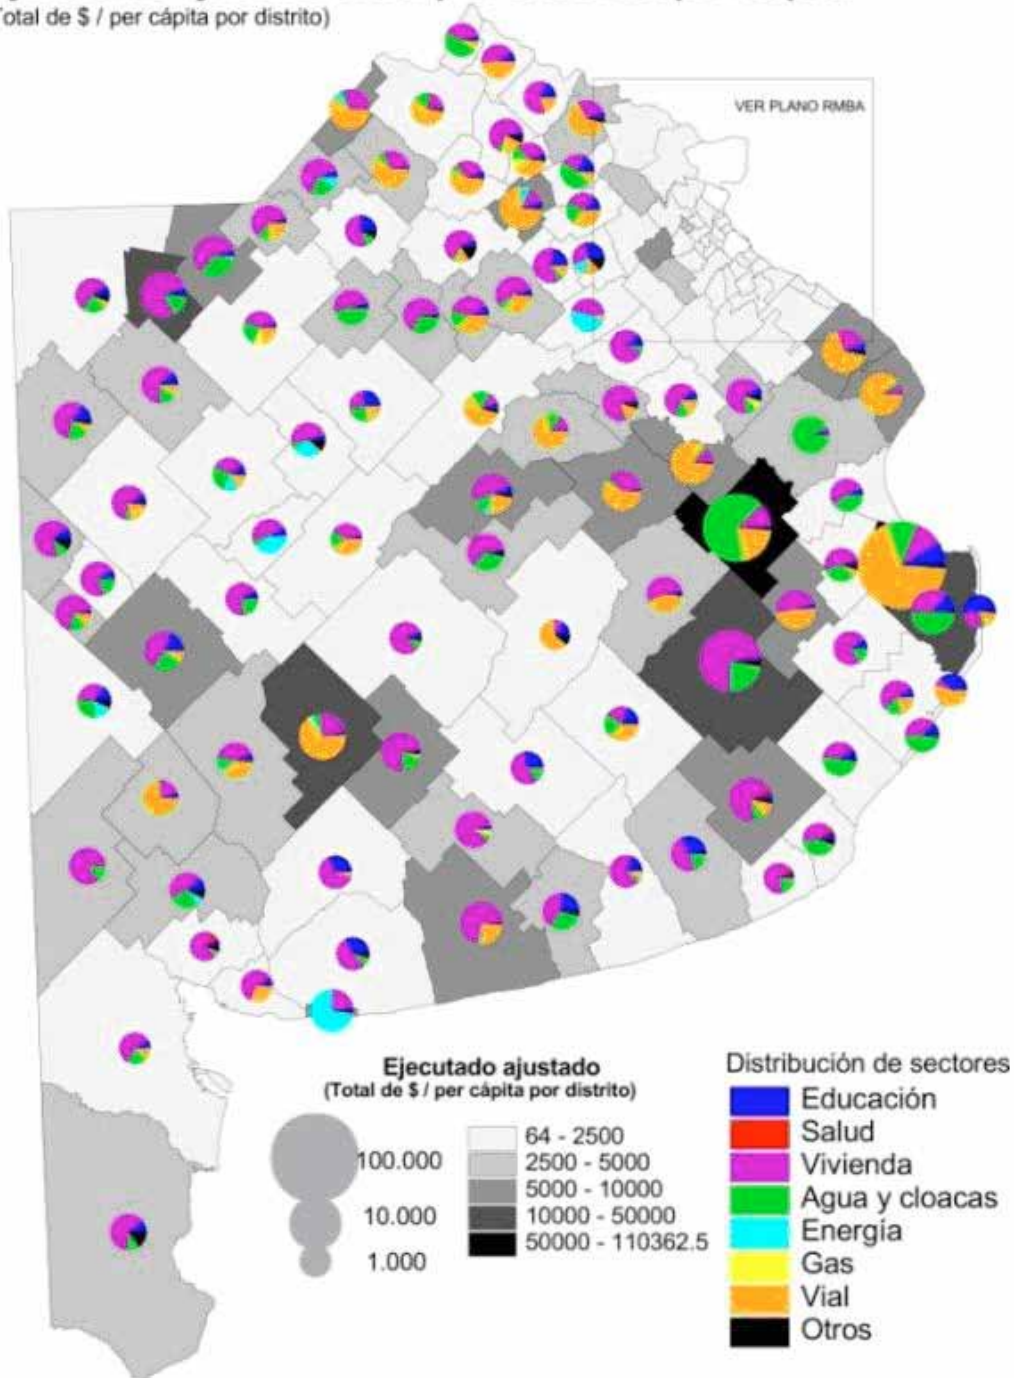 Total de $ / per cápita por distrito)
VER PLANO RMBA
Ejecutado ajustado
(Total de $ / per cápita por distrito)
100.000
10.000
1.000
64 - 2500
2500 - 5000
5000 - 10000
10000 - 50000
50000 - 110362.5
Distribución de sectores
Educación
Salud
Vivienda
Agua y cloacas
Energía
Gas
Vial
Otros